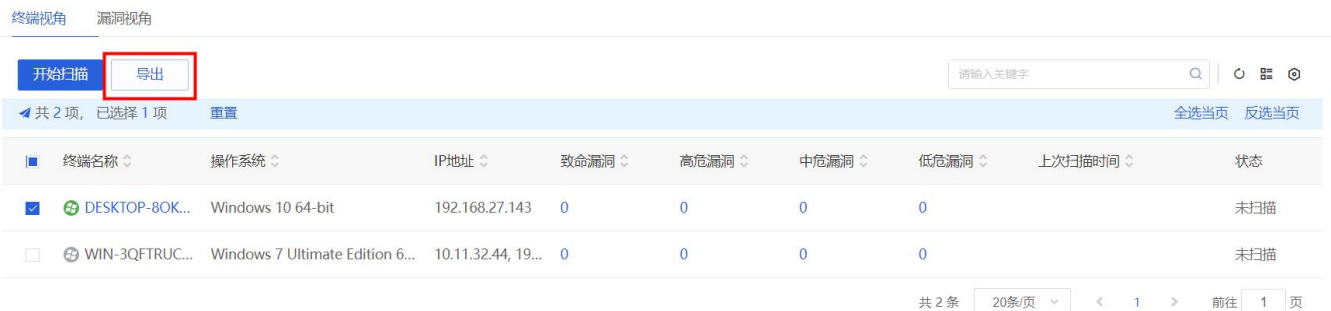 终端视角 漏洞视角
开始扫描 导出 请输入关键字
共 2 项, 已选择 1 项 重置 全选当页 反选当页
终端名称 操作系统 IP地址 致命漏洞 高危漏洞 中危漏洞 低危漏洞 上次扫描时间 状态
DESKTOP-8OK... Windows 10 64-bit 192.168.27.143 0 0 0 0 未扫描
WIN-3QFTRUC... Windows 7 Ultimate Edition 6... 10.11.32.44, 19... 0 0 0 0 未扫描
共 2 条 20条/页 < 1 > 前往 1 页